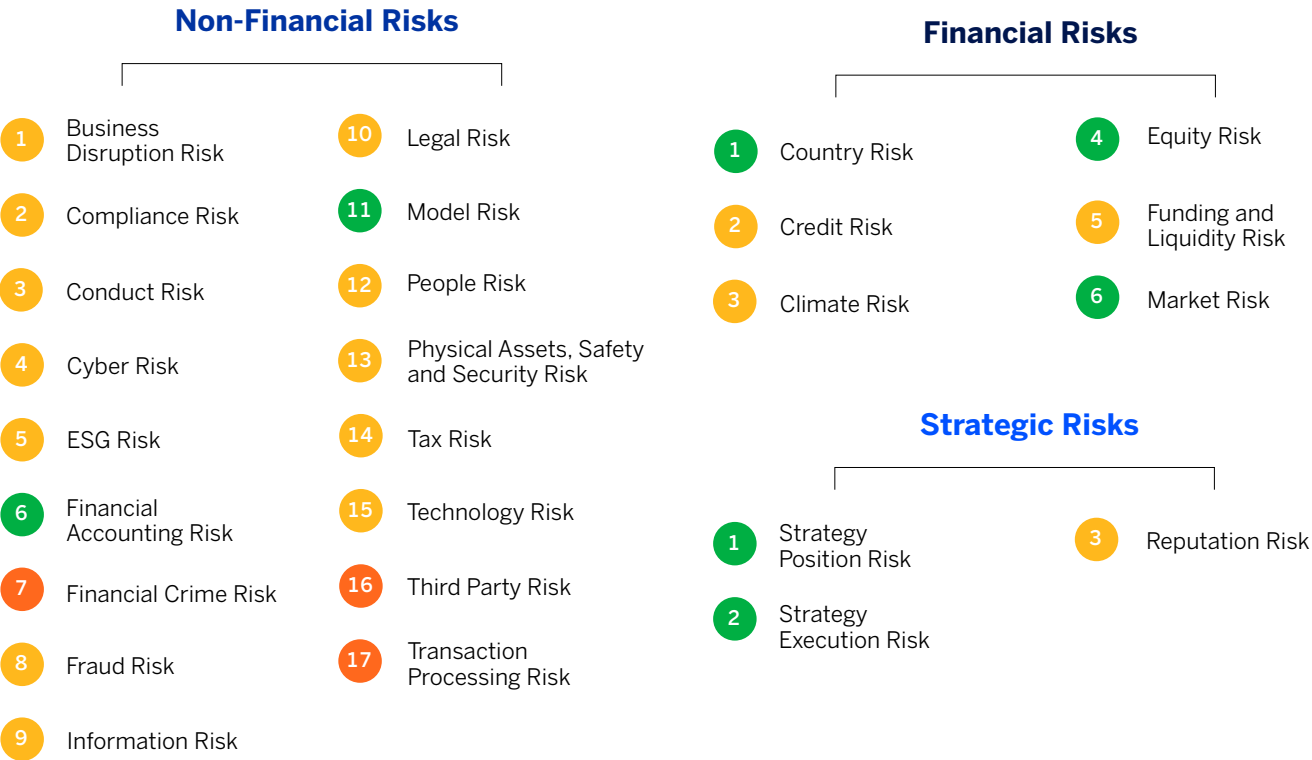 Non-Financial Risks
1 Business
Disruption Risk
2 Compliance Risk
3 Conduct Risk
4 Cyber Risk
5 ESG Risk
6 Financial
Accounting Risk
7 Financial Crime Risk
8 Fraud Risk
9 Information Risk
10 Legal Risk
11 Model Risk
12 People Risk
13 Physical Assets, Safety
and Security Risk
14 Tax Risk
15 Technology Risk
16 Third Party Risk
17 Transaction
Processing Risk
Financial Risks
1 Country Risk
2 Credit Risk
3 Climate Risk
4 Equity Risk
5 Funding and
Liquidity Risk
6 Market Risk
Strategic Risks
1 Strategy
Position Risk
2 Strategy
Execution Risk
3 Reputation Risk